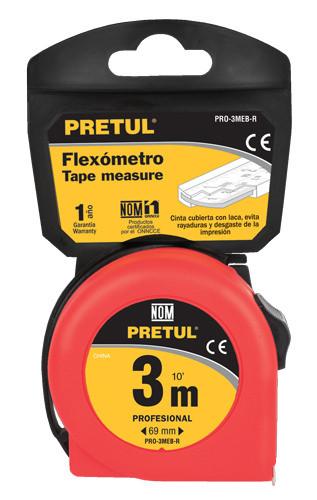 PRETUL®
PRO-3MEB-R
CE
Flexómetro
Tape measure
1 año
Garantía
Warranty
NOM
Productos
certificados
por el ONNCCE
Cinta cubierta con laca, evita
rayaduras y desgaste de la
impresión
NOM
PRETUL®
CHINA
CE
10'
3 m
PROFESIONAL
69 mm
PRO-3MEB-R